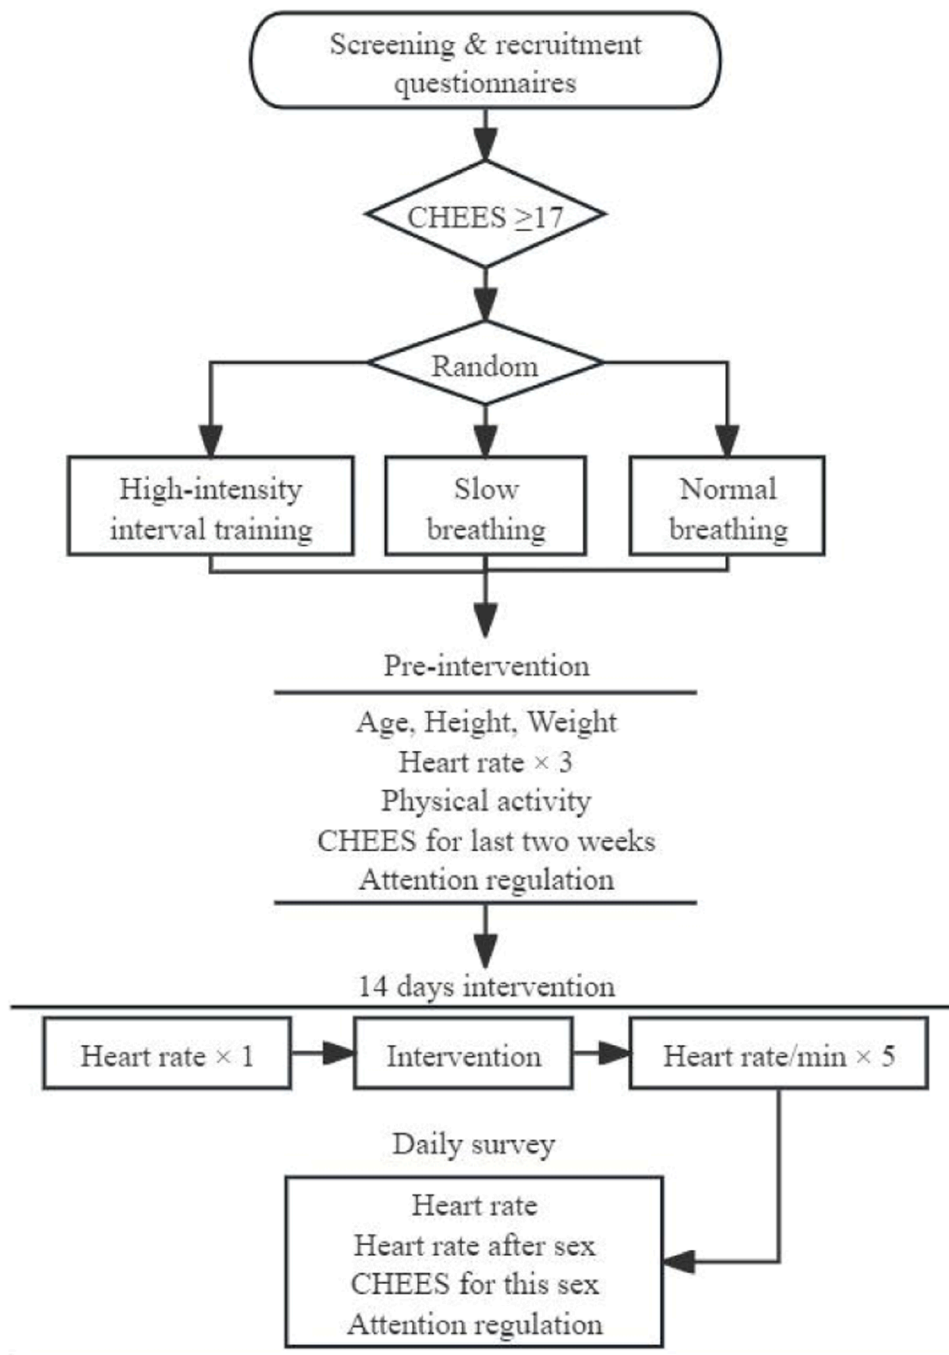 Screening & recruitment
questionnaires
CHEES ≥17
Random
High-intensity
interval training
Slow
breathing
Normal
breathing
Pre-intervention
Age, Height, Weight
Heart rate × 3
Physical activity
CHEES for last two weeks
Attention regulation
14 days intervention
Heart rate × 1
Intervention
Heart rate/min × 5
Daily survey
Heart rate
Heart rate after sex
CHEES for this sex
Attention regulation